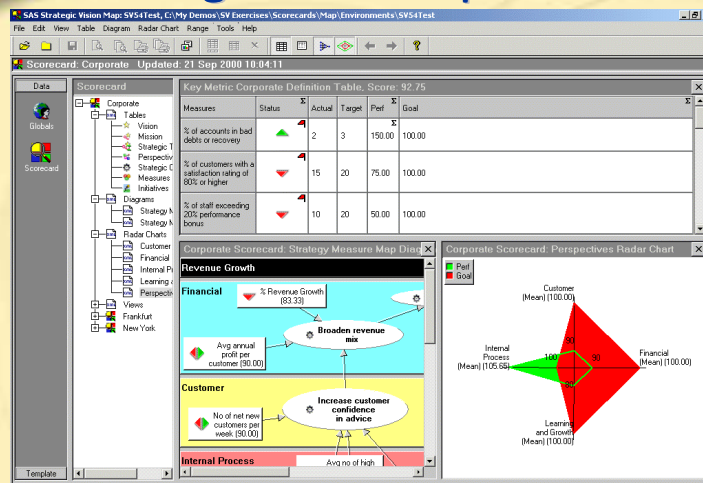 SAS Strategic Vision Map: SV54Test, C:\My Demos\SV Exercises\Scorecards\Map\Environments\SV54Test
File Edit View Table Diagram Radar Chart Range Tools Help
Scorecard: Corporate Updated: 21 Sep 2000 10:04:11
Data
Globals
Scorecard
Template
Scorecard
Corporate
Tables
Vision
Mission
Strategic T
Perspectiv
Strategic O
Measures
Initiatives
Diagrams
Strategy M
Strategy M
Radar Charts
Customer
Financial
Internal Pr
Learning a
Perspectiv
Views
Frankfurt
New York
Key Metric Corporate Definition Table, Score: 92.75
Measures Status Σ Actual Target Perf Σ Goal Σ
% of accounts in bad
debts or recovery
2 3 150.00 100.00
% of customers with a
satisfaction rating of
80% or higher
15 20 75.00 100.00
% of staff exceeding
20% performance
bonus
10 20 50.00 100.00
Corporate Scorecard: Strategy Measure Map Diag
Revenue Growth
Financial
% Revenue Growth
(83.33)
Broaden revenue
mix
Avg annual
profit per
customer (90.00)
Customer
Increase customer
confidence
in advice
No of net new
customers per
week (90.00)
Internal Process
Avg no of high
Corporate Scorecard: Perspectives Radar Chart
Perf
Goal
Customer
(Mean) (100.00)
Internal
Process
(Mean) (105.65)
Financial
(Mean) (100.00)
Learning
and Growth
(Mean) (100.00)
90
100
90
80